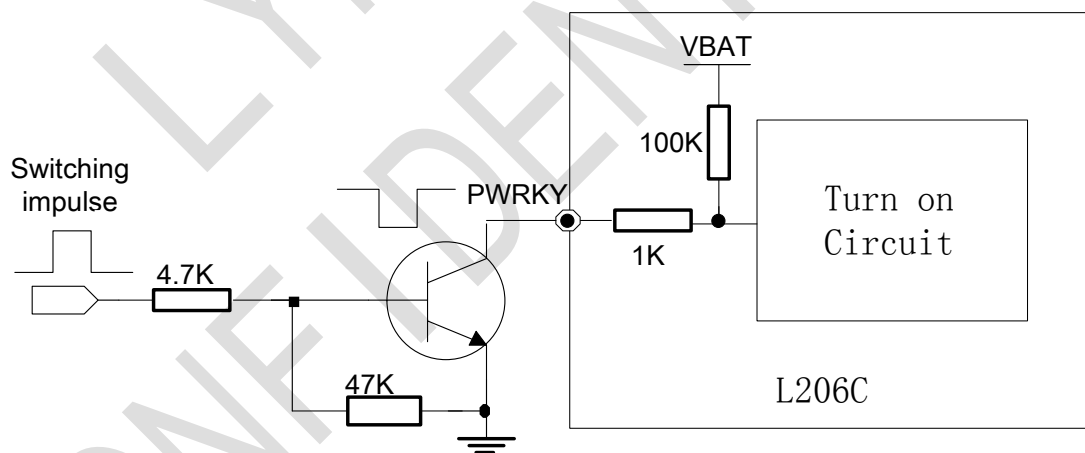 VBAT
100K
Switching
impulse
PWRKY
Turn on
Circuit
4.7K
1K
47K
L206C